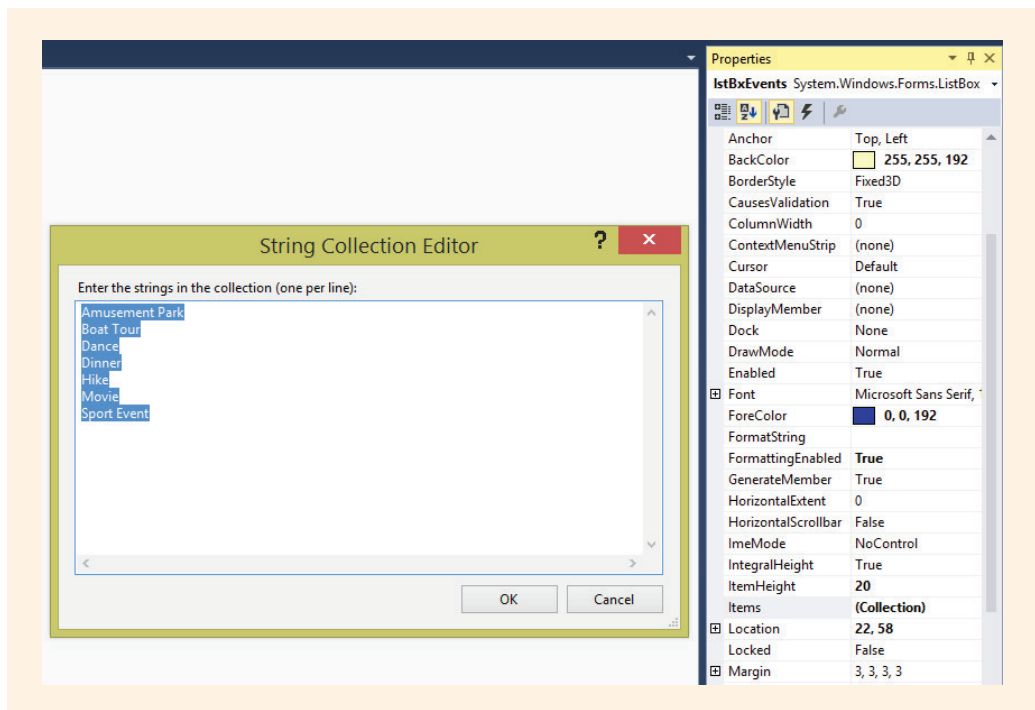 Properties
lstBxEvents System.Windows.Forms.ListBox
Anchor Top, Left
BackColor 255, 255, 192
BorderStyle Fixed3D
CausesValidation True
ColumnWidth 0
ContextMenuStrip (none)
Cursor Default
DataSource (none)
DisplayMember (none)
Dock None
DrawMode Normal
Enabled True
Font Microsoft Sans Serif, 1
ForeColor 0, 0, 192
FormatString
FormattingEnabled True
GenerateMember True
HorizontalExtent 0
HorizontalScrollbar False
ImeMode NoControl
IntegralHeight True
ItemHeight 20
Items (Collection)
Location 22, 58
Locked False
Margin 3, 3, 3, 3
String Collection Editor
?
Enter the strings in the collection (one per line):
Amusement Park
Boat Tour
Dance
Dinner
Hike
Movie
Sport Event
OK Cancel